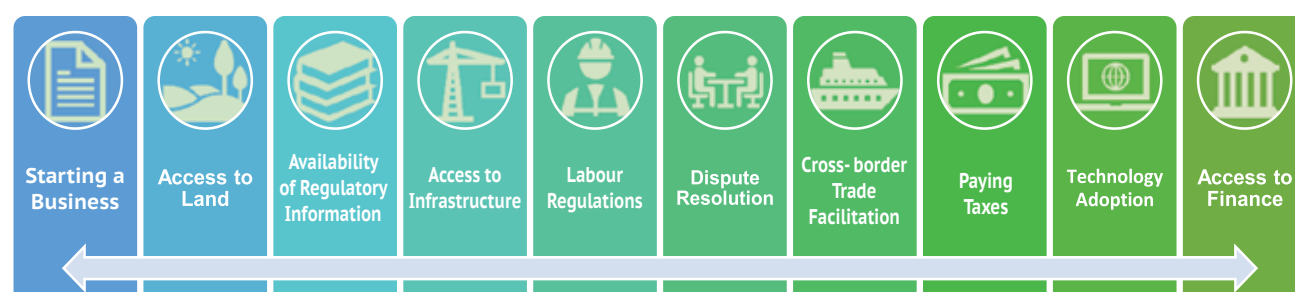 Starting a
Business
Access to
Land
Availability
of Regulatory
Information
Access to
Infrastructure
Labour
Regulations
Dispute
Resolution
Cross- border
Trade
Facilitation
Paying
Taxes
Technology
Adoption
Access to
Finance